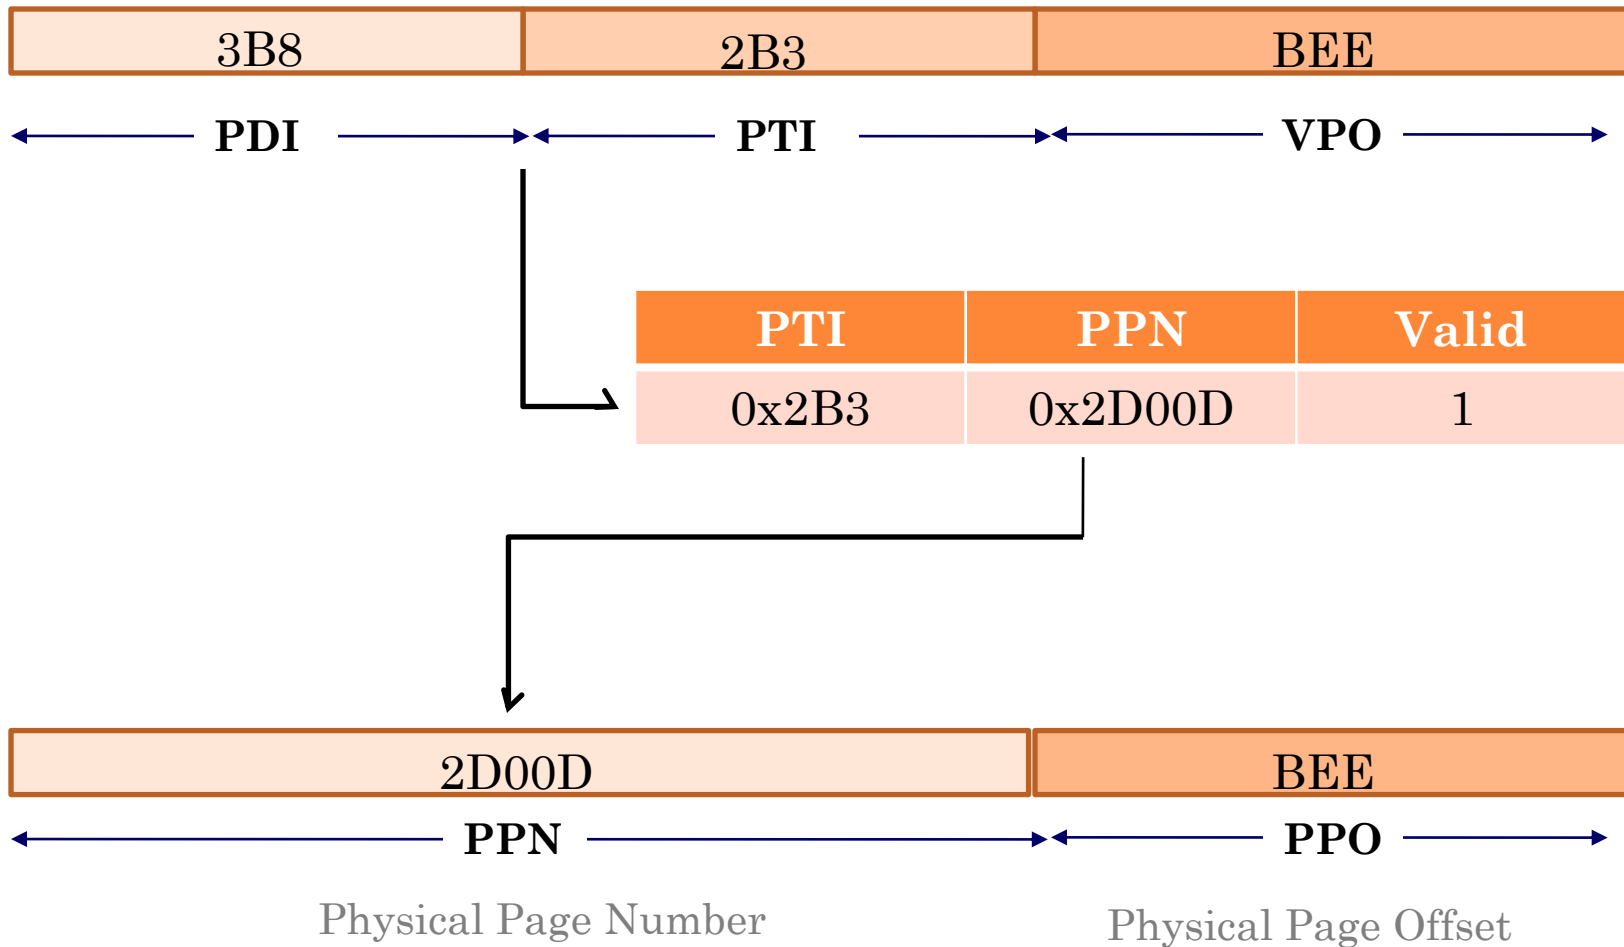 3B8 2B3 BEE
PDI PTI VPO
PTI PPN Valid
0x2B3 0x2D00D 1
2D00D BEE
PPN PPO
Physical Page Number Physical Page Offset